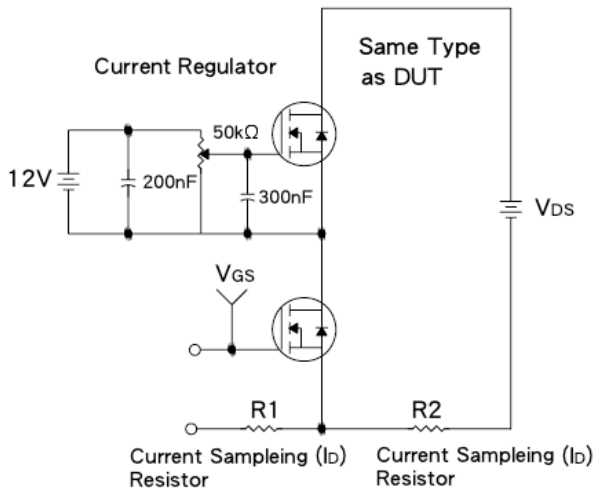 Same Type
as DUT
Current Regulator
50kΩ
12V
200nF
300nF
VDS
VGS
R1
R2
Current Sampleing (ID)
Resistor
Current Sampleing (ID)
Resistor